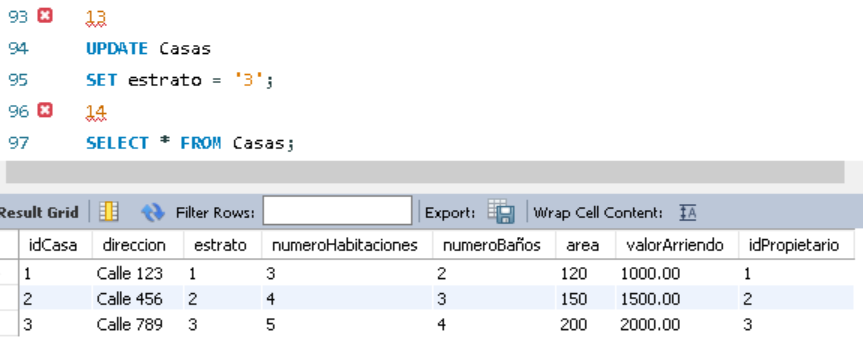 93 13
94 UPDATE Casas
95 SET estrato = '3';
96 14
97 SELECT * FROM Casas;
Result Grid Filter Rows: Export: Wrap Cell Content: IA
idCasa direccion estrato numeroHabitaciones numeroBaños area valorArriendo idPropietario
1 Calle 123 1 3 2 120 1000.00 1
2 Calle 456 2 4 3 150 1500.00 2
3 Calle 789 3 5 4 200 2000.00 3